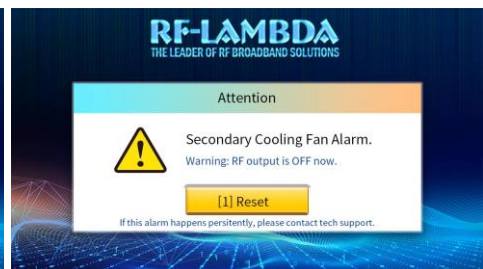 RF-LAMBDA
THE LEADER OF RF BROADBAND SOLUTIONS
Attention
Secondary Cooling Fan Alarm.
Warning: RF output is OFF now.
[1] Reset
If this alarm happens persitently, please contact tech support.